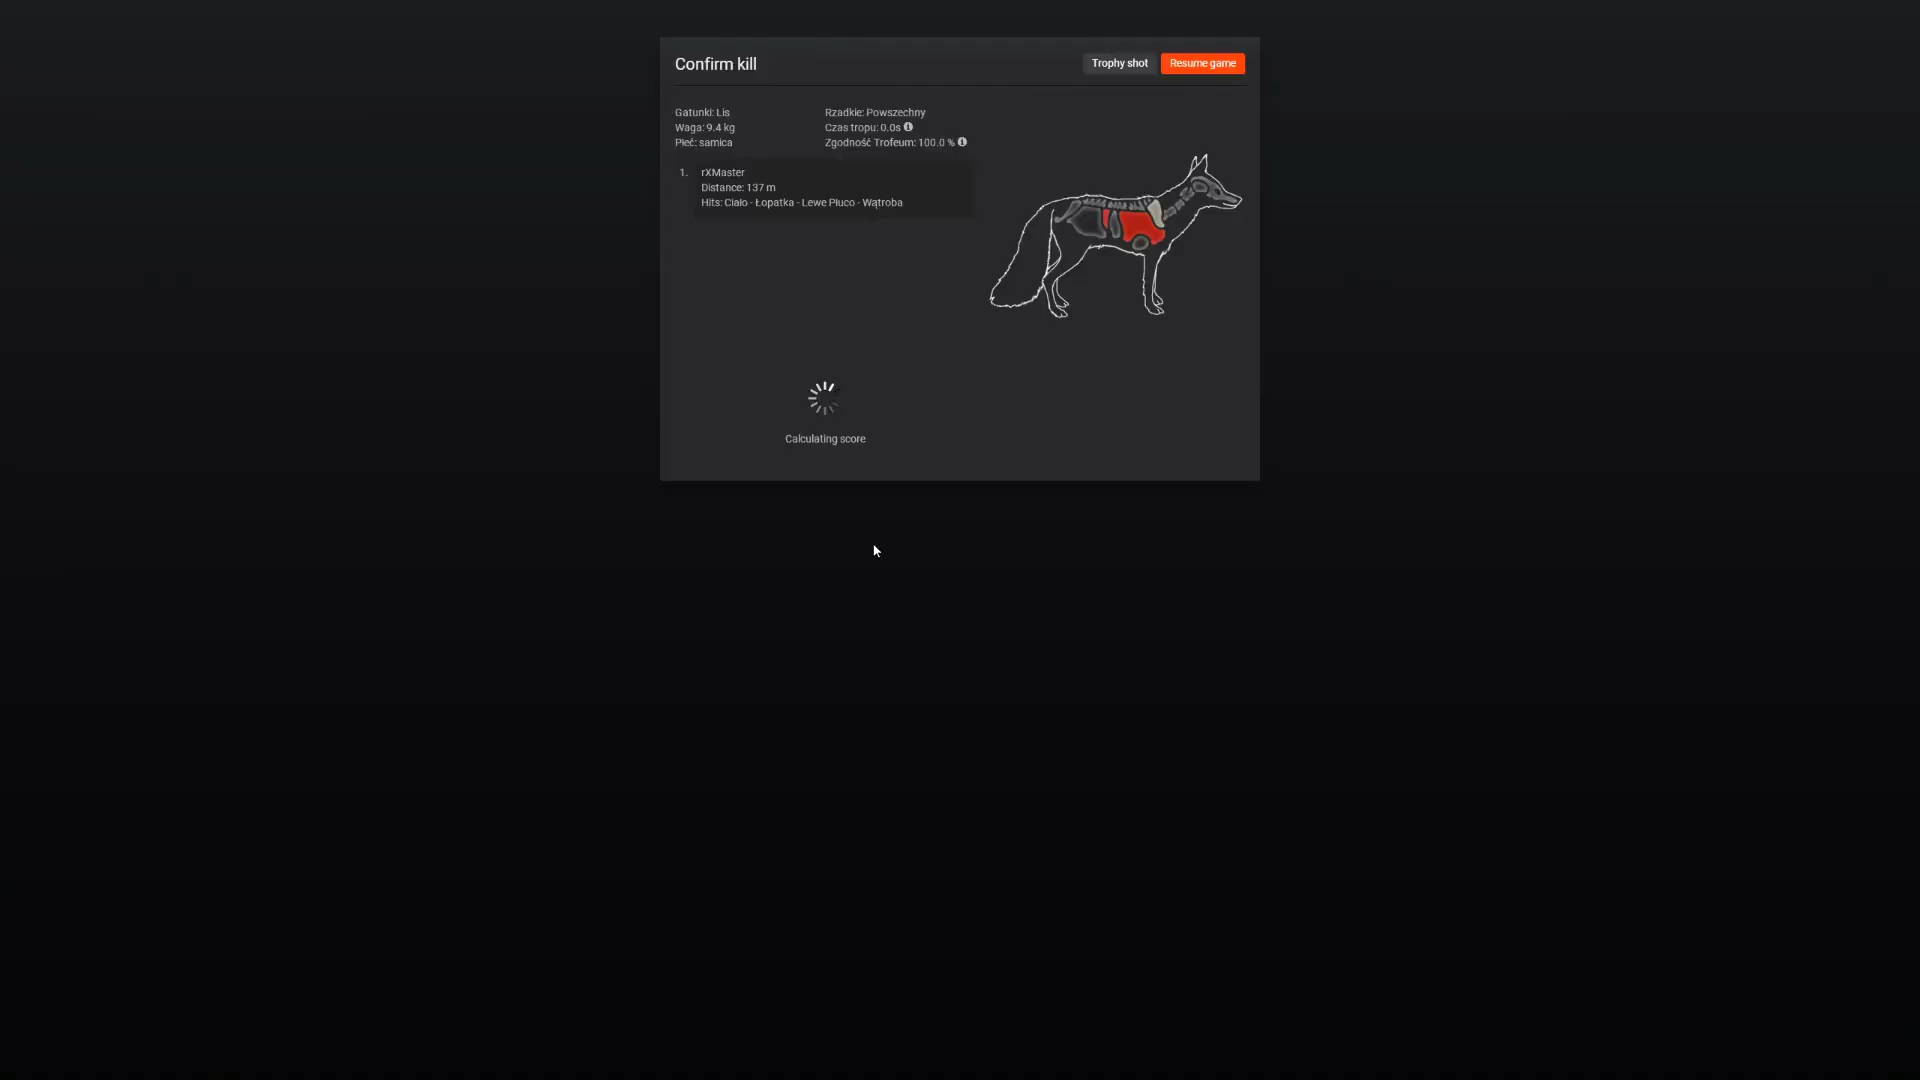 Confirm kill
Trophy shot
Resume game
Gatunki: Lis
Waga: 9.4 kg
Płeć: samica
Rzadkie: Powszechny
Czas tropu: 0.0s
Zgodność Trofeum: 100.0 %
1. rXMaster
Distance: 137 m
Hits: Ciało - Łopatka - Lewe Płuco - Wątroba
Calculating score